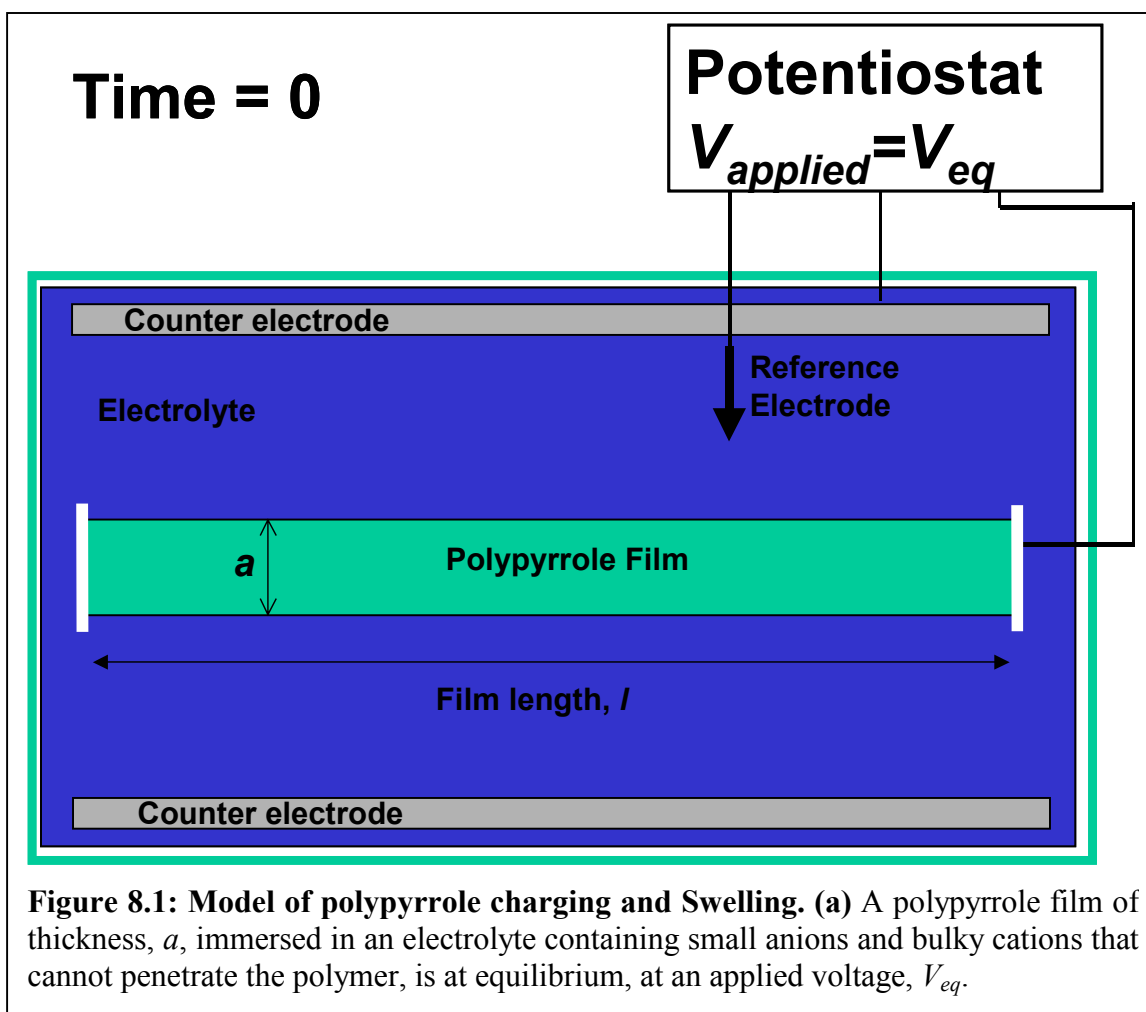 Time = 0
Potentiostat
Vapplied=Veq
Counter electrode
Reference
Electrode
Electrolyte
a
Polypyrrole Film
Film length, l
Counter electrode
Figure 8.1: Model of polypyrrole charging and Swelling. (a) A polypyrrole film of
thickness, a, immersed in an electrolyte containing small anions and bulky cations that
cannot penetrate the polymer, is at equilibrium, at an applied voltage, Veq.